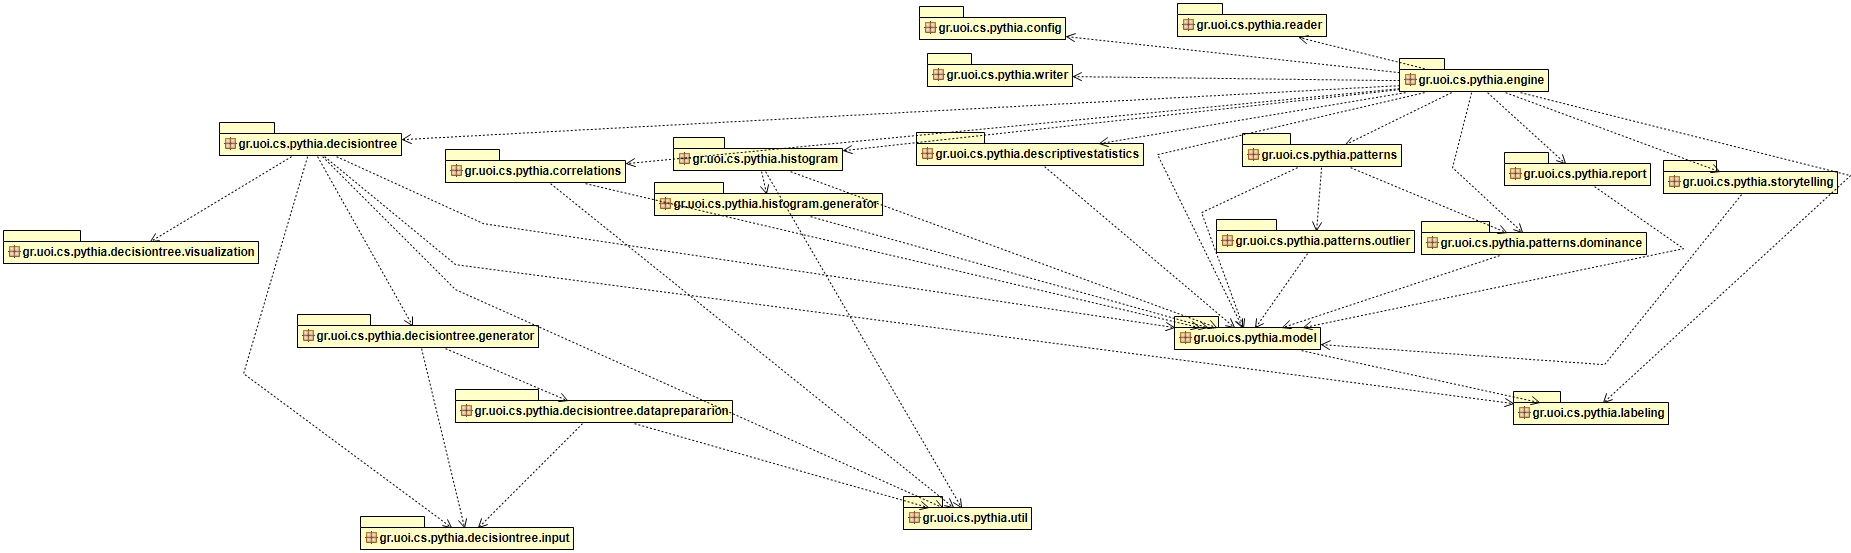 gr.uoi.cs.pythia.config
gr.uoi.cs.pythia.reader
gr.uoi.cs.pythia.writer
gr.uoi.cs.pythia.engine
gr.uoi.cs.pythia.decisiontree
gr.uoi.cs.pythia.correlations
gr.uoi.cs.pythia.histogram
gr.uoi.cs.pythia.descriptivestatistics
gr.uoi.cs.pythia.patterns
gr.uoi.cs.pythia.report
gr.uoi.cs.pythia.storytelling
gr.uoi.cs.pythia.histogram.generator
gr.uoi.cs.pythia.decisiontree.visualization
gr.uoi.cs.pythia.patterns.outlier
gr.uoi.cs.pythia.patterns.dominance
gr.uoi.cs.pythia.decisiontree.generator
gr.uoi.cs.pythia.model
gr.uoi.cs.pythia.decisiontree.datapreparation
gr.uoi.cs.pythia.labeling
gr.uoi.cs.pythia.util
gr.uoi.cs.pythia.decisiontree.input